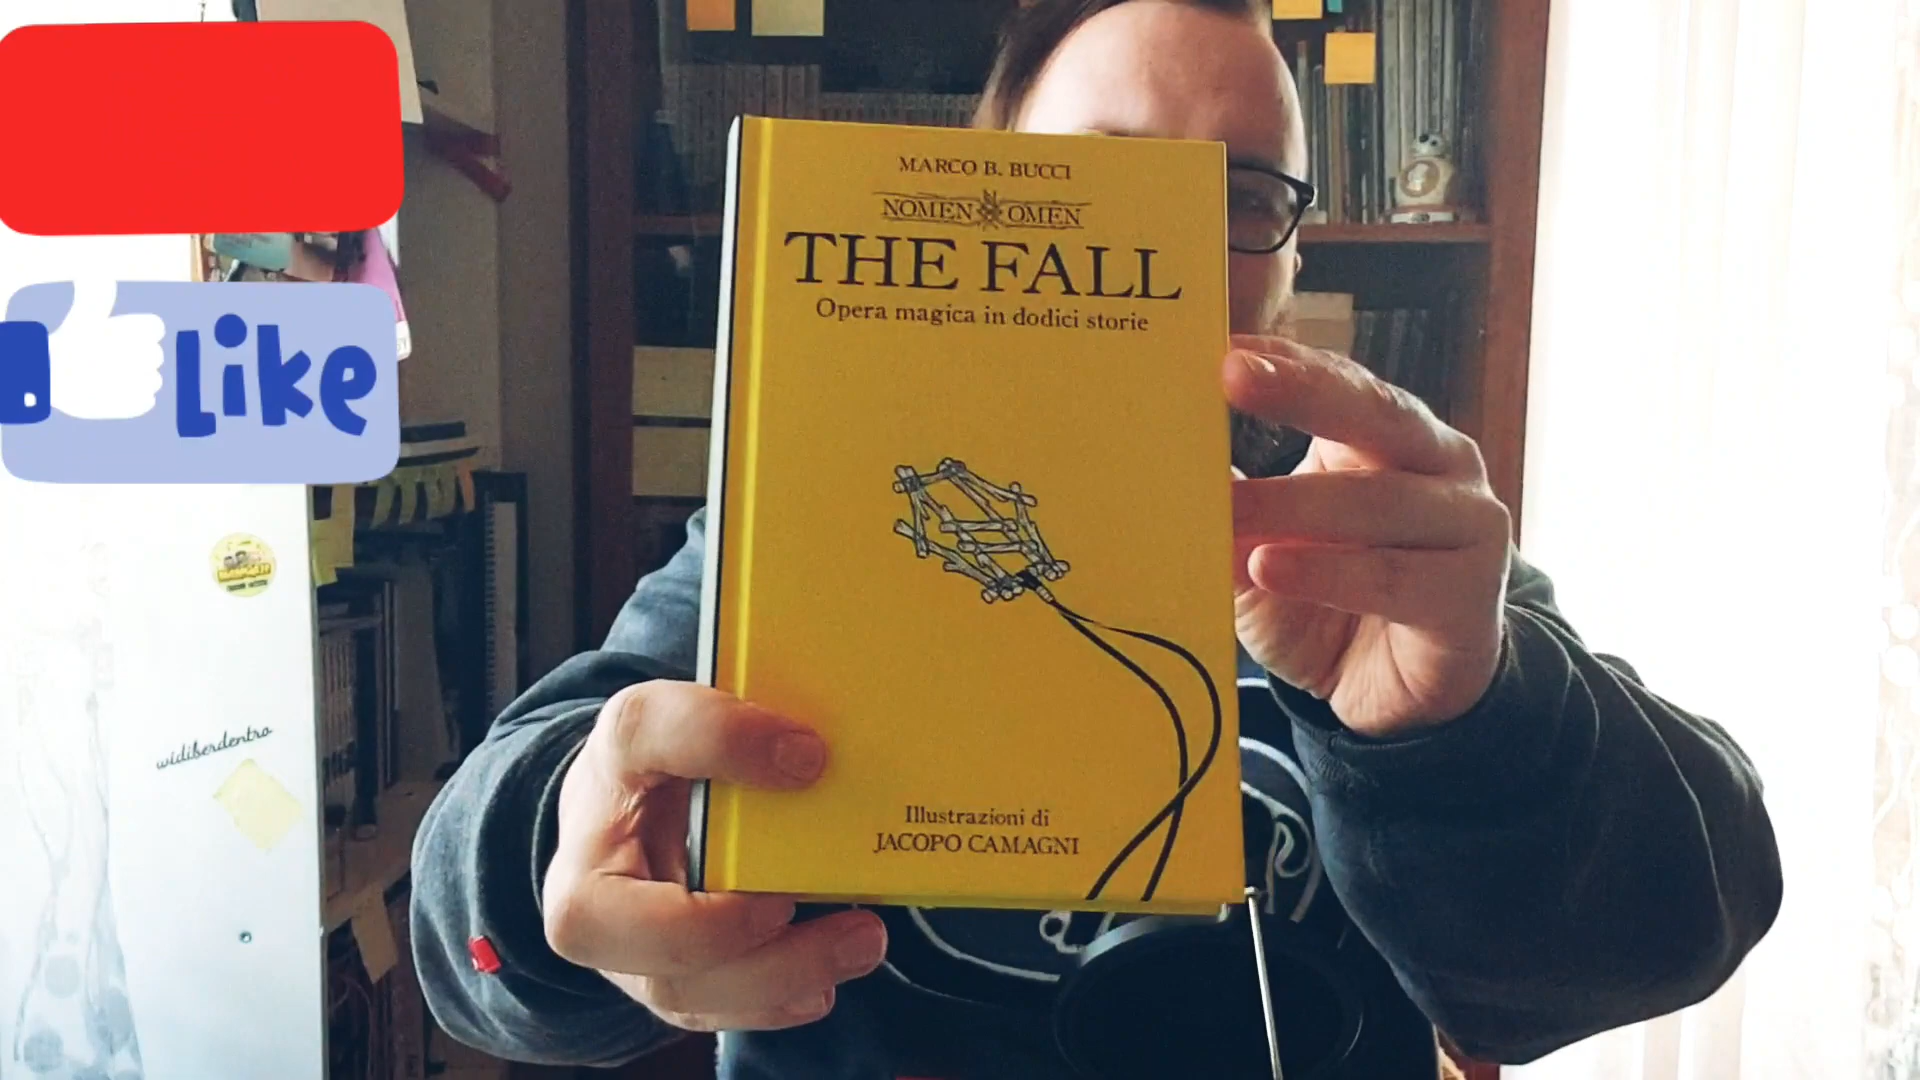 MARCO B. BUCCI
NOMEN OMEN
THE FALL
Opera magica in dodici storie
Illustrazioni di
JACOPO CAMAGNI
Like
widiberdentro